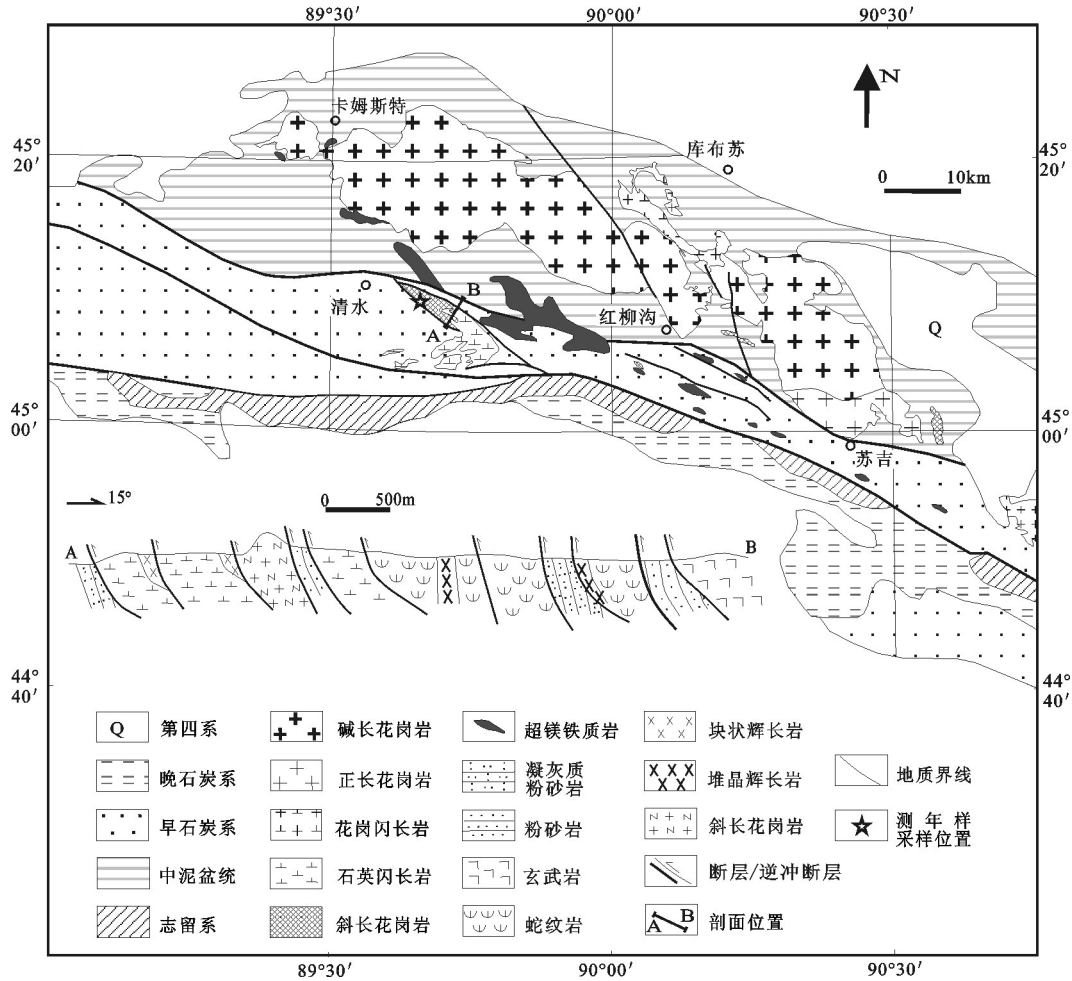 89°30′ 90°00′ 90°30′
N
卡姆斯特
45°
20′
45°
20′
库布苏
0 10km
B
清水
A
红柳沟
Q
45°
00′
45°
00′
苏吉
15°
0 500m
A
B
44°
40′
44°
40′
Q 第四系
碱长花岗岩
超镁铁质岩
块状辉长岩
晚石炭系
正长花岗岩
凝灰质
粉砂岩
堆晶辉长岩
地质界线
早石炭系
花岗闪长岩
粉砂岩
斜长花岗岩
测年样
采样位置
中泥盆统
石英闪长岩
玄武岩
断层/逆冲断层
志留系
斜长花岗岩
蛇纹岩
A B 剖面位置
89°30′ 90°00′ 90°30′